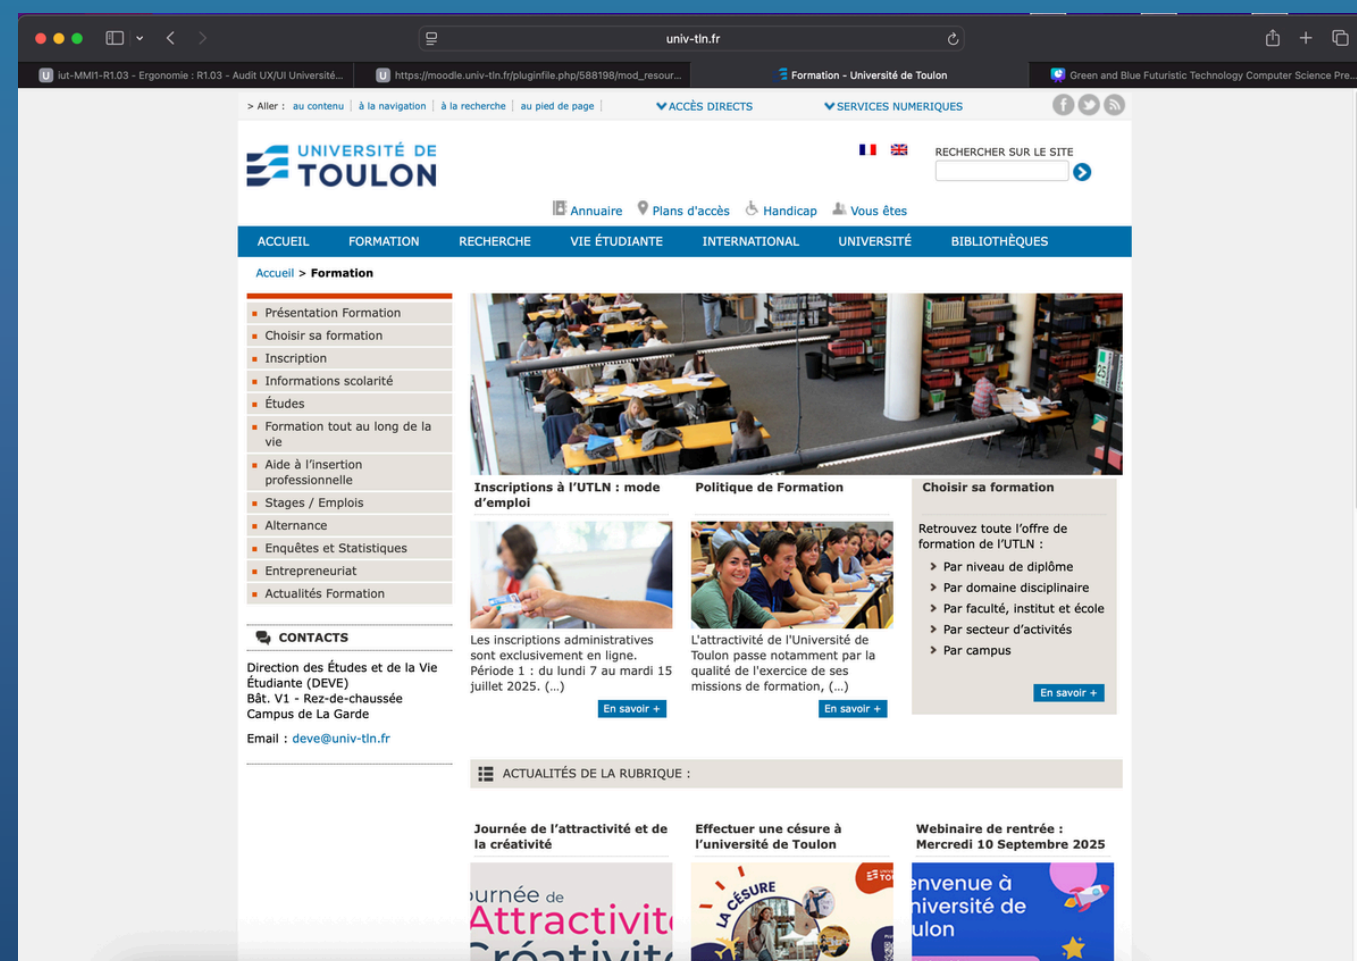 univ-tln.fr
iut-MMI1-R1.03 - Ergonomie : R1.03 - Audit UX/UI Université...
https://moodle.univ-tln.fr/pluginfile.php/588198/mod_resour...
Formation - Université de Toulon
Green and Blue Futuristic Technology Computer Science Pre...
> Aller : au contenu | à la navigation | à la recherche | au pied de page |
ACCÈS DIRECTS
SERVICES NUMERIQUES
UNIVERSITÉ DE
TOULON
RECHERCHER SUR LE SITE
Annuaire Plans d'accès Handicap Vous êtes
ACCUEIL FORMATION RECHERCHE VIE ÉTUDIANTE INTERNATIONAL UNIVERSITÉ BIBLIOTHÈQUES
Accueil > Formation
Présentation Formation
Choisir sa formation
Inscription
Informations scolarité
Études
Formation tout au long de la
vie
Aide à l'insertion
professionnelle
Stages / Emplois
Alternance
Enquêtes et Statistiques
Entrepreneuriat
Actualités Formation
CONTACTS
Direction des Études et de la Vie
Étudiante (DEVE)
Bât. V1 - Rez-de-chaussée
Campus de La Garde
Email : deve@univ-tln.fr
25
Inscriptions à l'UTLN : mode
d'emploi
Les inscriptions administratives
sont exclusivement en ligne.
Période 1 : du lundi 7 au mardi 15
juillet 2025. (...)
En savoir +
Politique de Formation
L'attractivité de l'Université de
Toulon passe notamment par la
qualité de l'exercice de ses
missions de formation, (...)
En savoir +
Choisir sa formation
Retrouvez toute l'offre de
formation de l'UTLN :
Par niveau de diplôme
Par domaine disciplinaire
Par faculté, institut et école
Par secteur d'activités
Par campus
En savoir +
ACTUALITÉS DE LA RUBRIQUE :
Journée de l'attractivité et de
la créativité
ournée de
Attractivit
Créativit
Effectuer une césure à
l'université de Toulon
LA CÉSURE
Webinaire de rentrée :
Mercredi 10 Septembre 2025
envenue à
niversité de
ulon